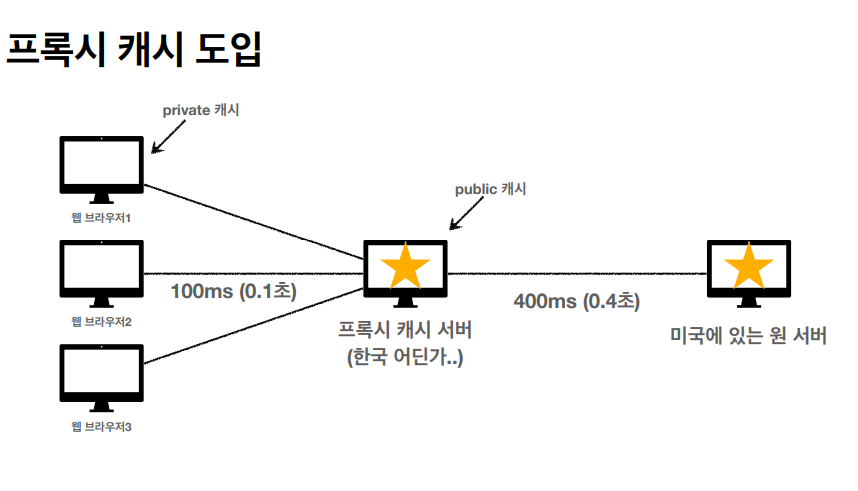 프록시 캐시 도입
private 캐시
public 캐시
웹 브라우저1
웹 브라우저2
웹 브라우저3
100ms (0.1초)
400ms (0.4초)
프록시 캐시 서버
(한국 어딘가..)
미국에 있는 원 서버